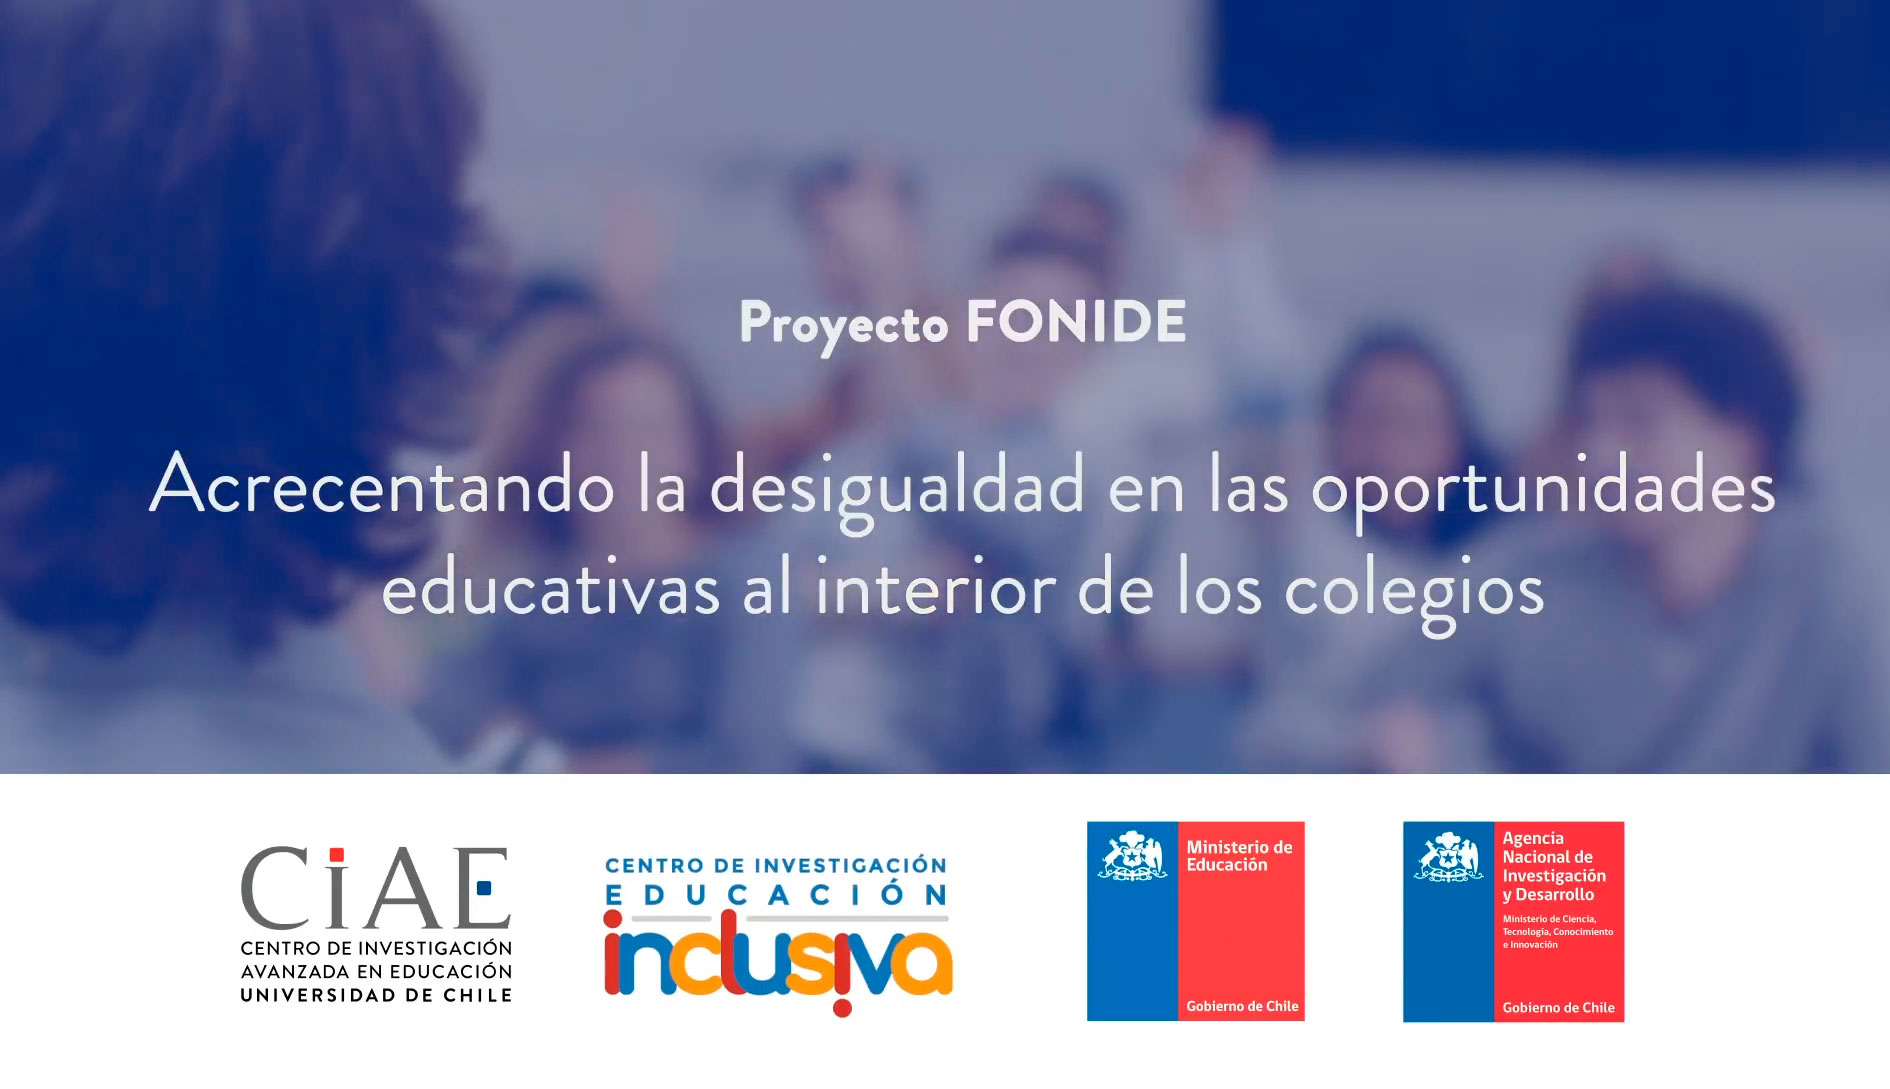 Proyecto FONIDE
Acrecentando la desigualdad en las oportunidades
educativas al interior de los colegios
CiAE
CENTRO DE INVESTIGACIÓN
AVANZADA EN EDUCACIÓN
UNIVERSIDAD DE CHILE
CENTRO DE INVESTIGACIÓN
EDUCACIÓN
inclusiva
Ministerio de
Educación
Gobierno de Chile
Agencia
Nacional de
Investigación
y Desarrollo
Ministerio de Ciencia,
Tecnología, Conocimiento
e Innovación
Gobierno de Chile